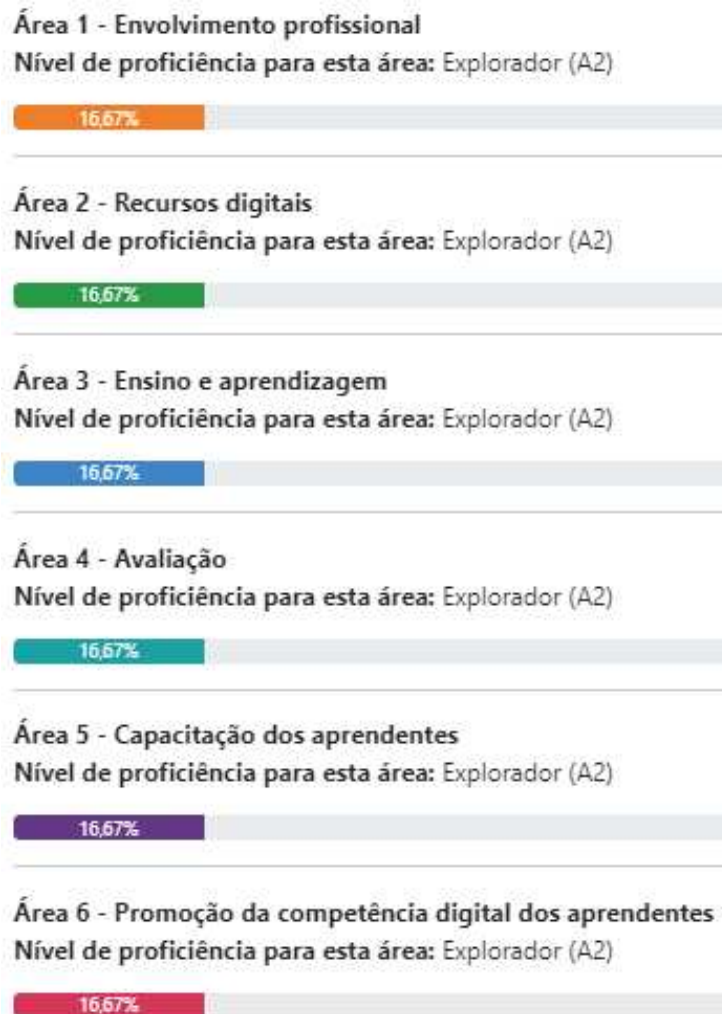 Área 1 - Envolvimento profissional
Nível de proficiência para esta área: Explorador (A2)
16,67%
Área 2 - Recursos digitais
Nível de proficiência para esta área: Explorador (A2)
16,67%
Área 3 - Ensino e aprendizagem
Nível de proficiência para esta área: Explorador (A2)
16,67%
Área 4 - Avaliação
Nível de proficiência para esta área: Explorador (A2)
16,67%
Área 5 - Capacitação dos aprendentes
Nível de proficiência para esta área: Explorador (A2)
16,67%
Área 6 - Promoção da competência digital dos aprendentes
Nível de proficiência para esta área: Explorador (A2)
16,67%